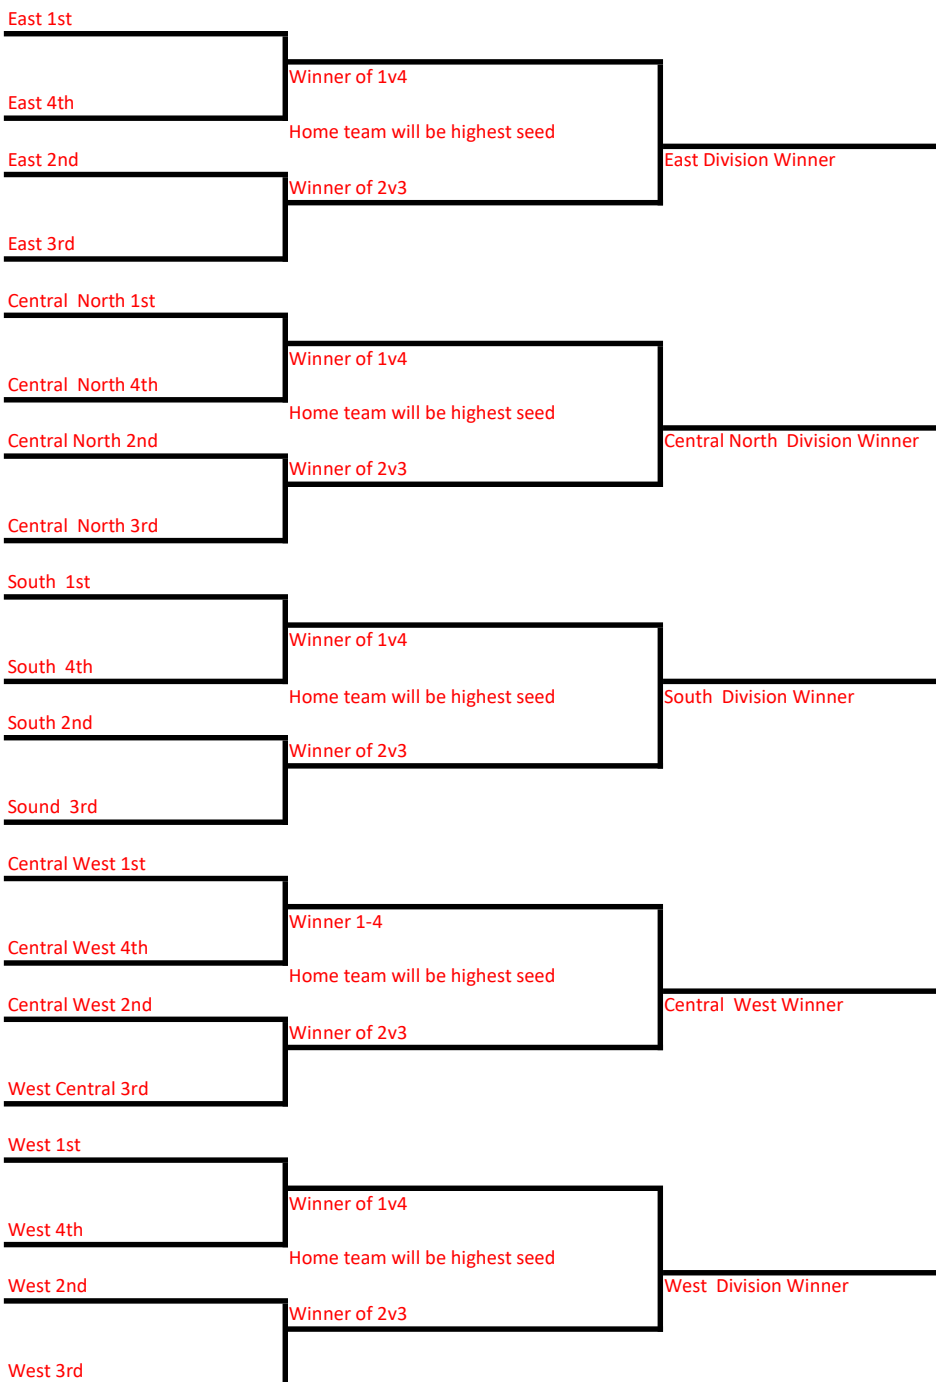 East 1st
Winner of 1v4
East 4th
Home team will be highest seed
East 2nd
East Division Winner
Winner of 2v3
East 3rd
Central  North 1st
Winner of 1v4
Central  North 4th
Home team will be highest seed
Central North 2nd
Central North  Division Winner
Winner of 2v3
Central  North 3rd
South  1st
Winner of 1v4
South  4th
Home team will be highest seed
South  Division Winner
South 2nd
Winner of 2v3
Sound  3rd
Central West 1st
Winner 1-4
Central West 4th
Home team will be highest seed
Central West 2nd
Central  West Winner
Winner of 2v3
West Central 3rd
West 1st
Winner of 1v4
West 4th
Home team will be highest seed
West 2nd
West  Division Winner
Winner of 2v3
West 3rd